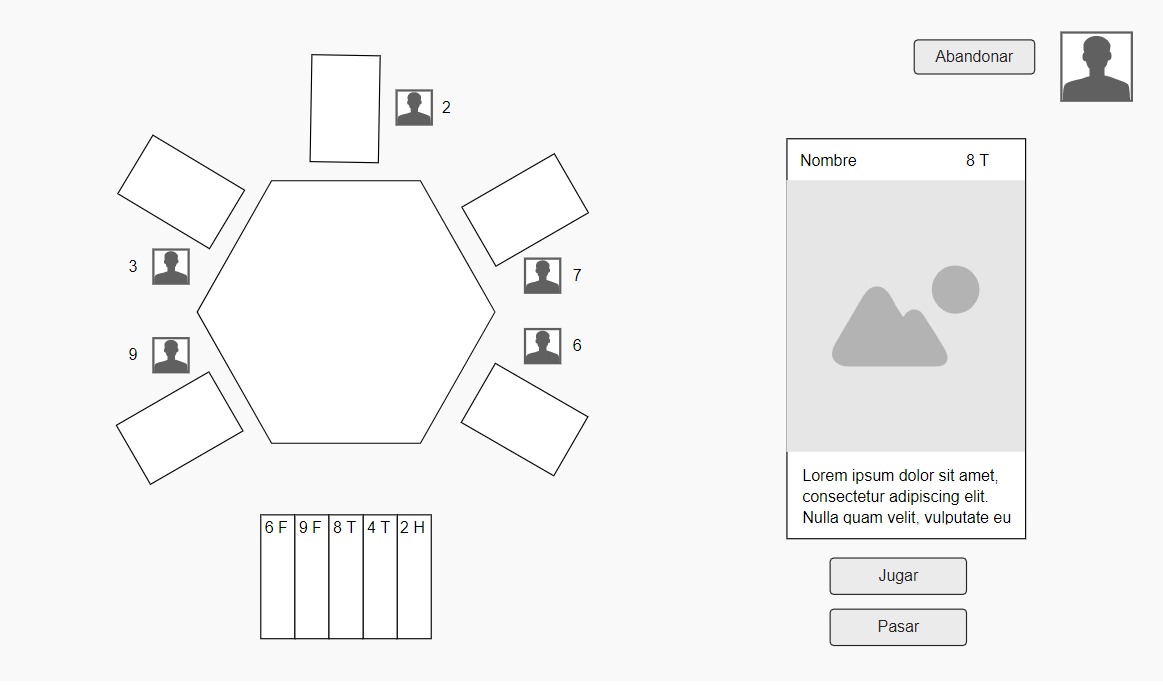 Abandonar
2
3
7
9
6
6 F
9 F
8 T
4 T
2 H
Nombre
8 T
Lorem ipsum dolor sit amet,
consectetur adipiscing elit.
Nulla quam velit, vulputate eu
Jugar
Pasar